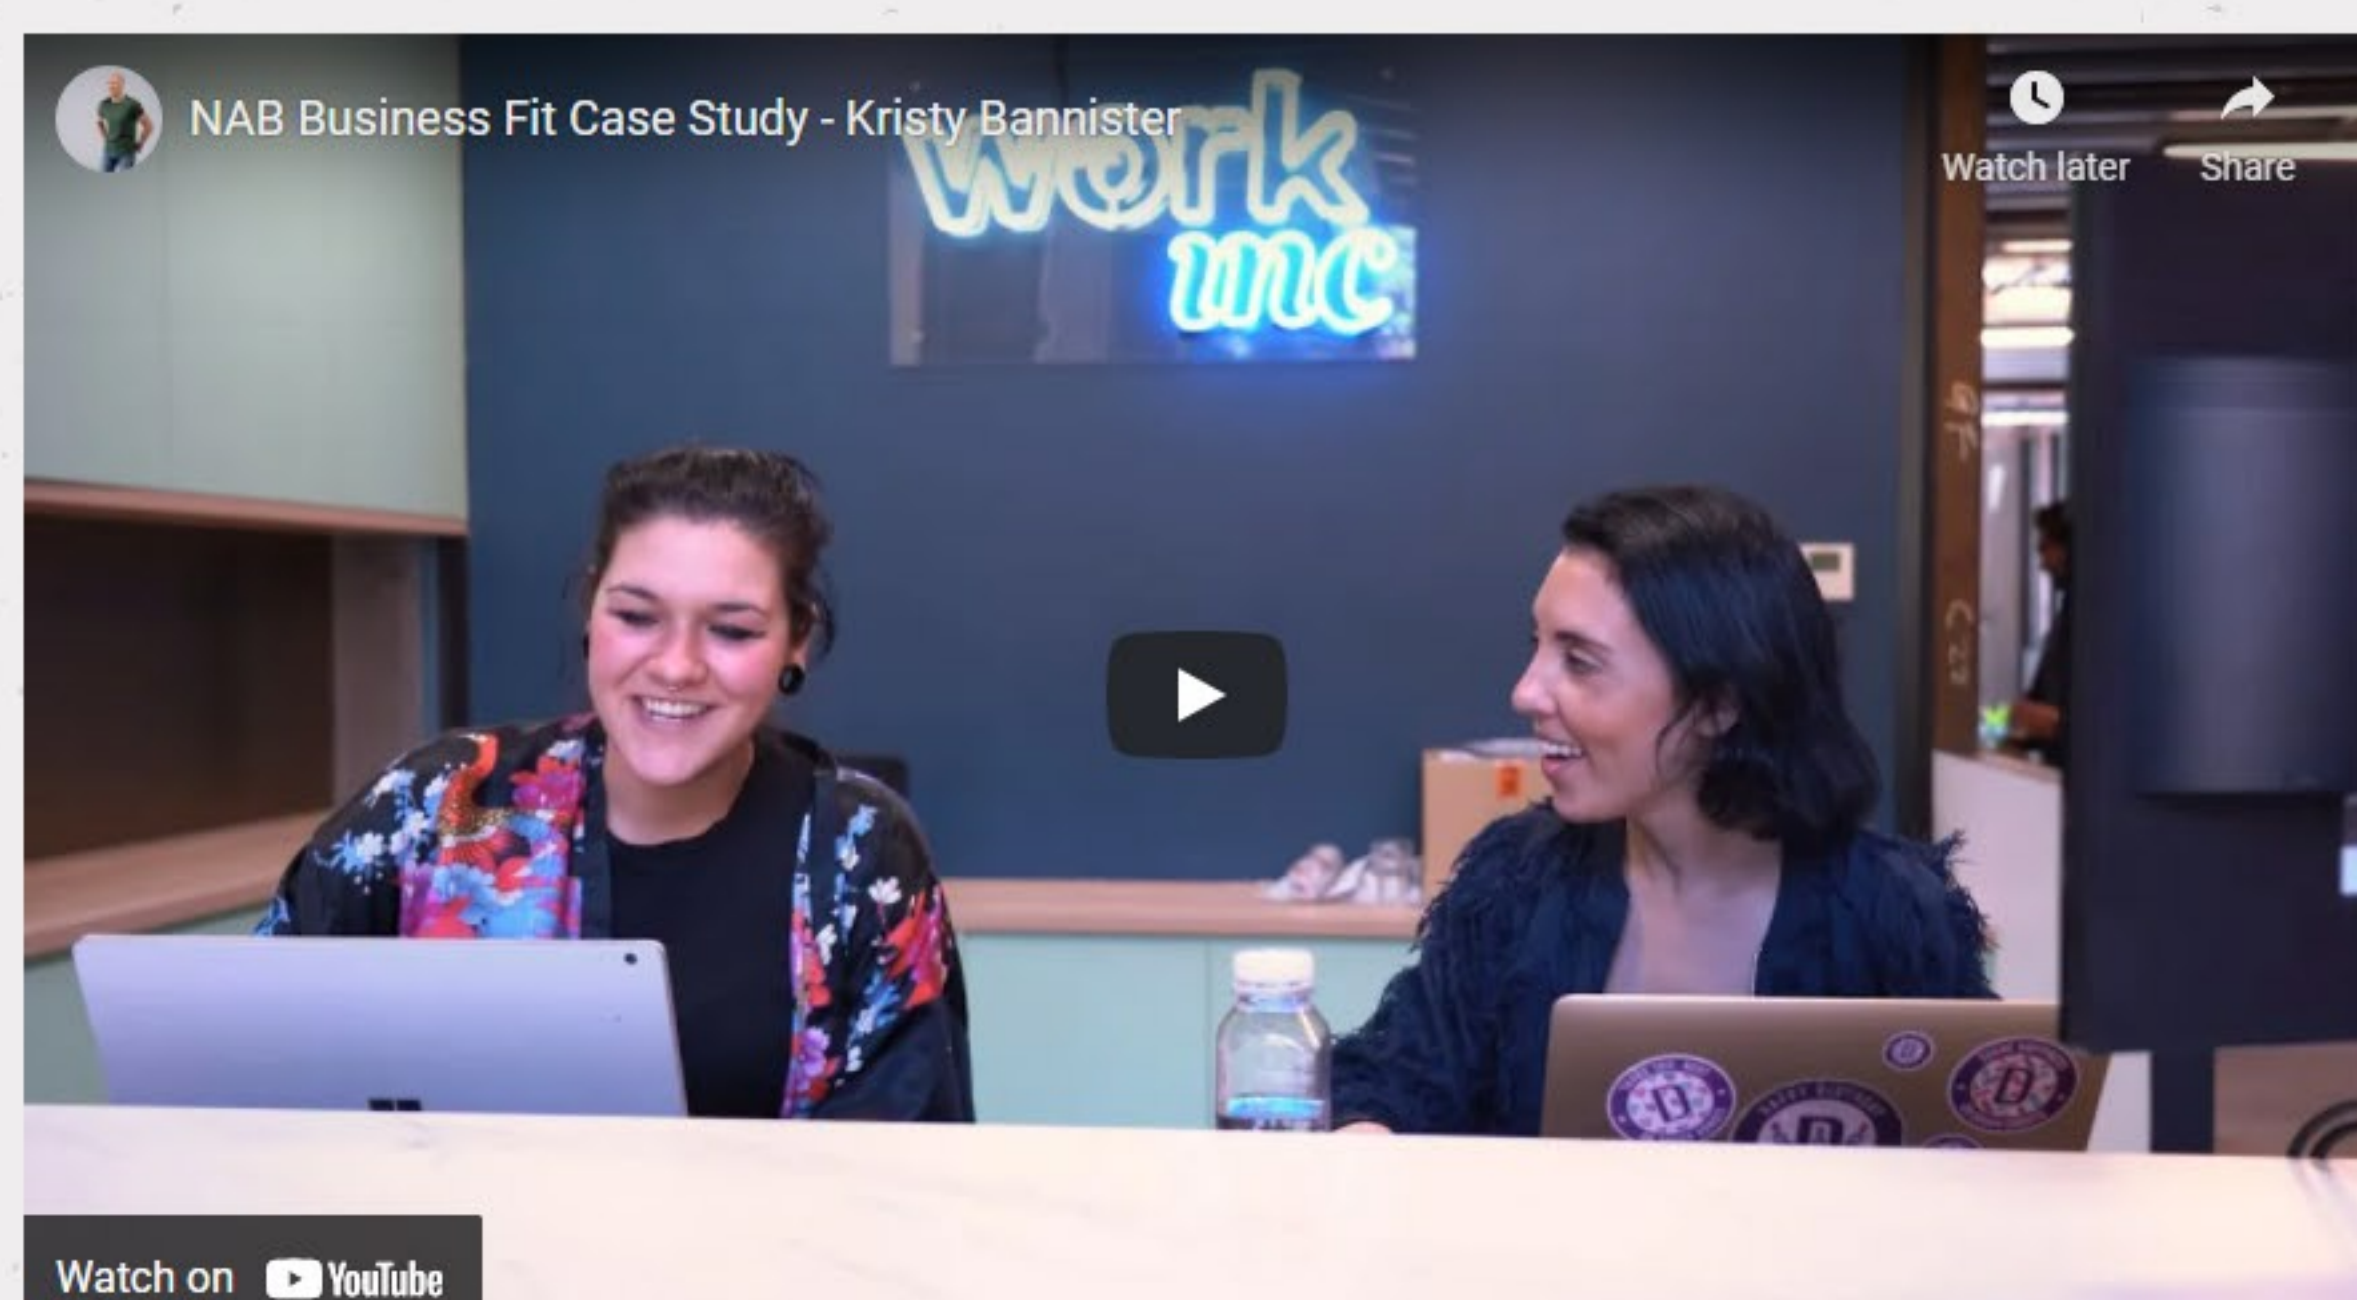 NAB Business Fit Case Study - Kristy Bannister
Watch later
Share
work
inc
D
D
D
Watch on YouTube